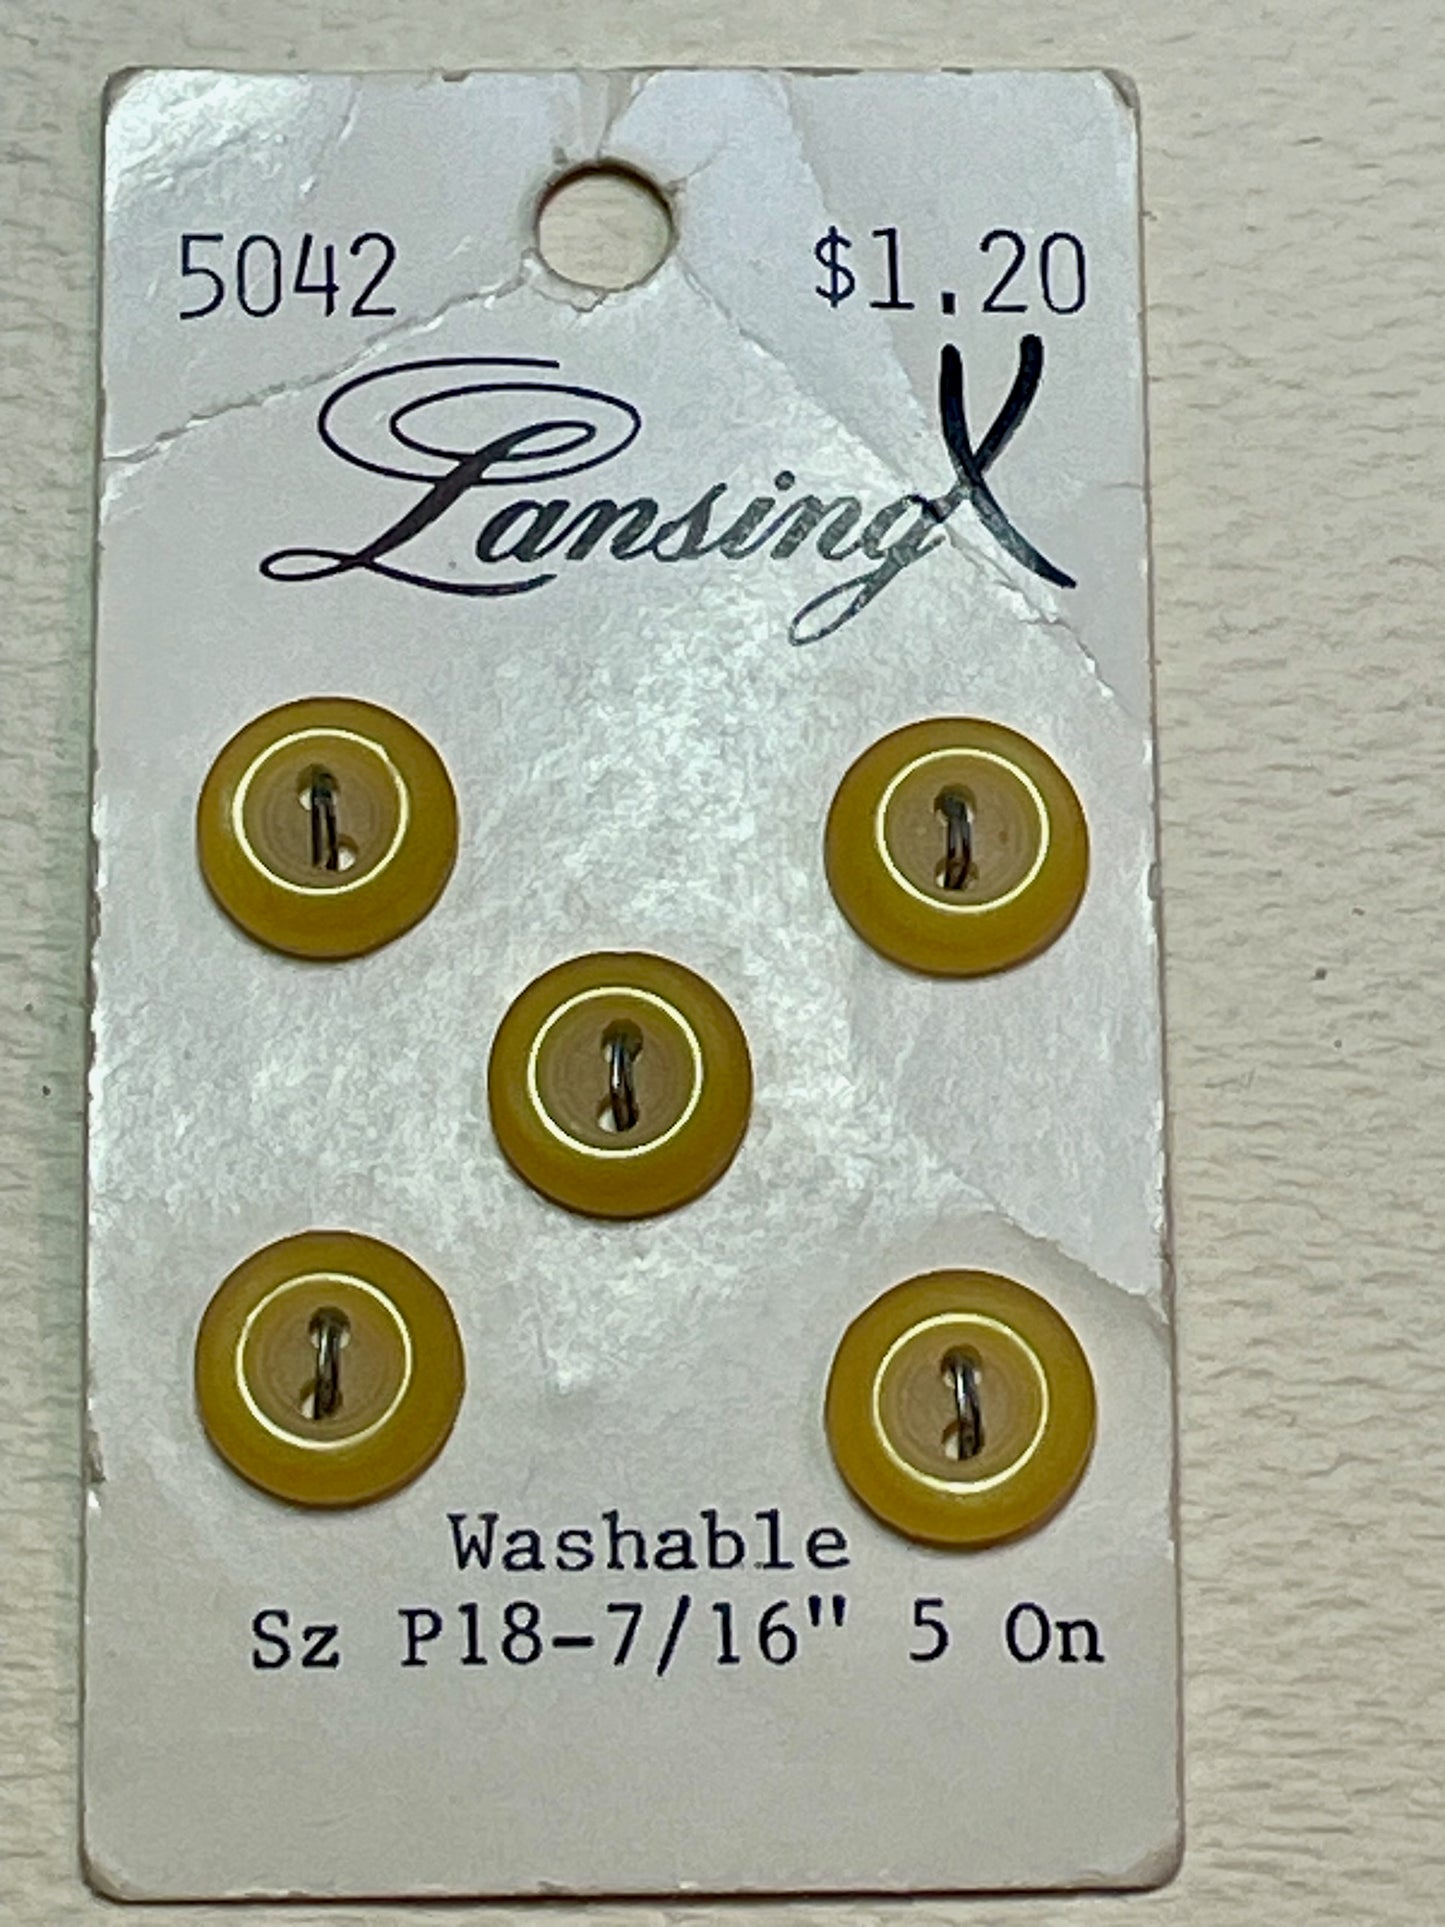 5042 $1.20
Lansing
Washable
Sz P18-7/16" 5 On